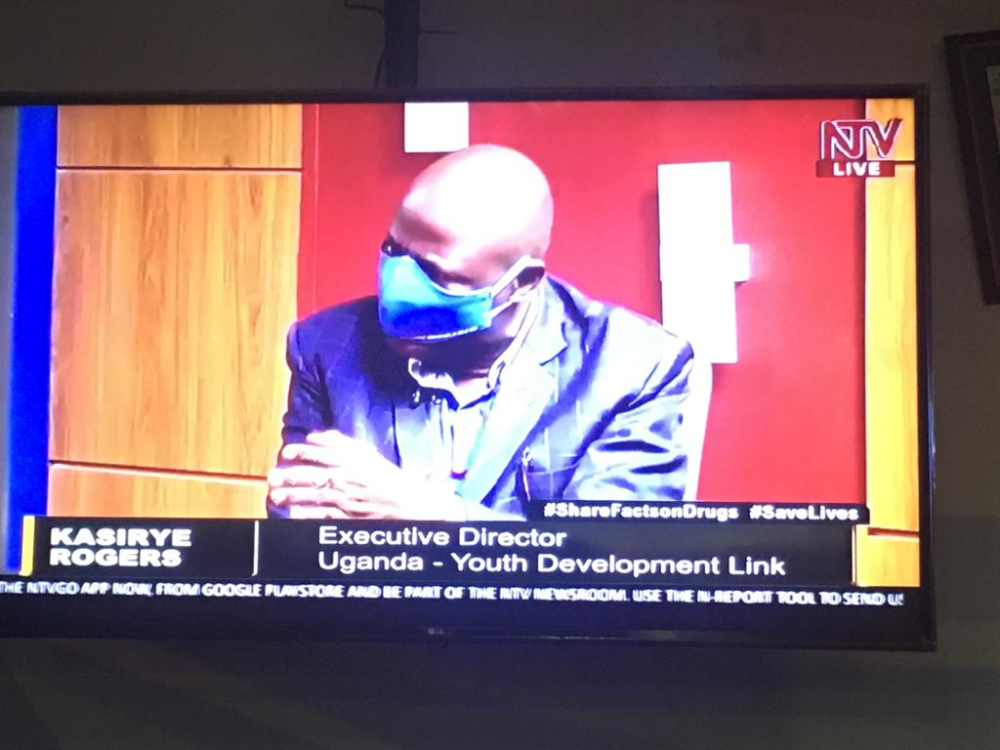 NTV
LIVE
#ShareFactsonDrugs #SaveLives
KASIRYE
ROGERS
Executive Director
Uganda - Youth Development Link
THE NTVGO APP NOW, FROM GOOGLE PLAYSTORE AND BE PART OF THE NTV NEWSROOM. USE THE N-REPORT TOOL TO SEND U
LG